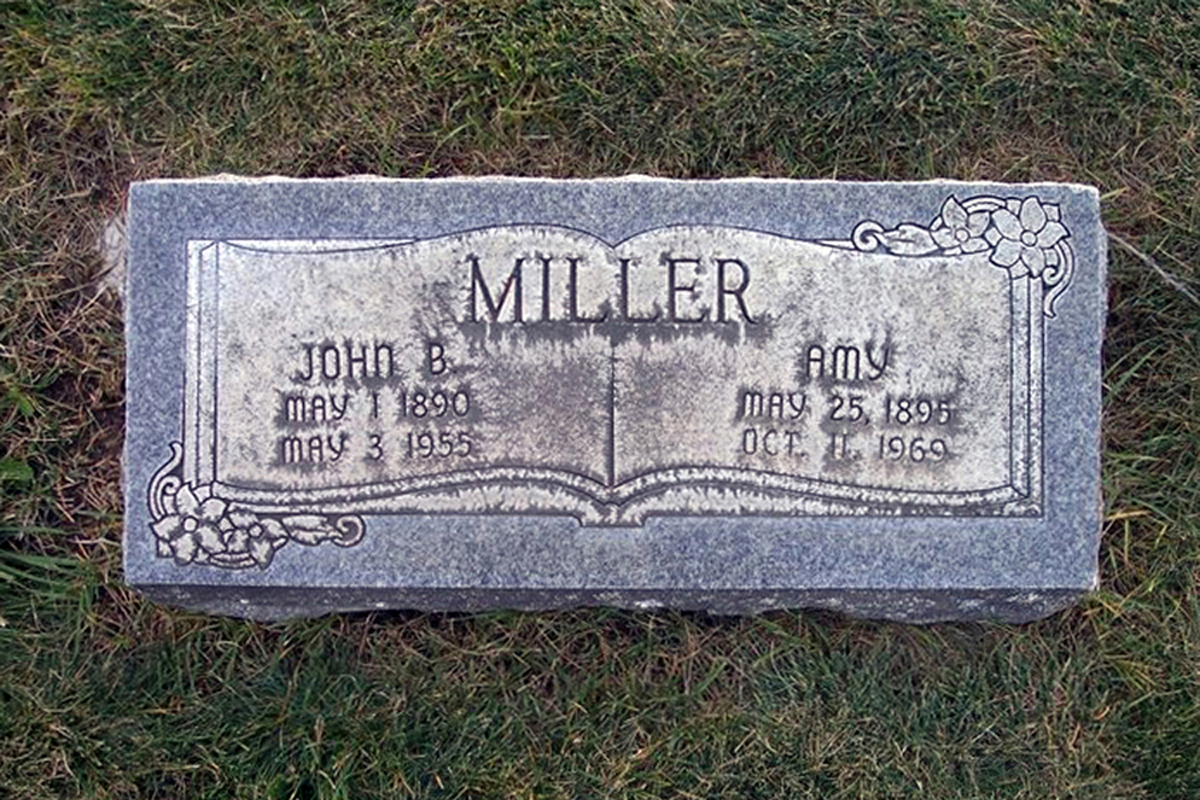 MILLER
JOHN B.
MAY 1 1890
MAY 3 1955
AMY
MAY 25, 1895
OCT. 11, 1969